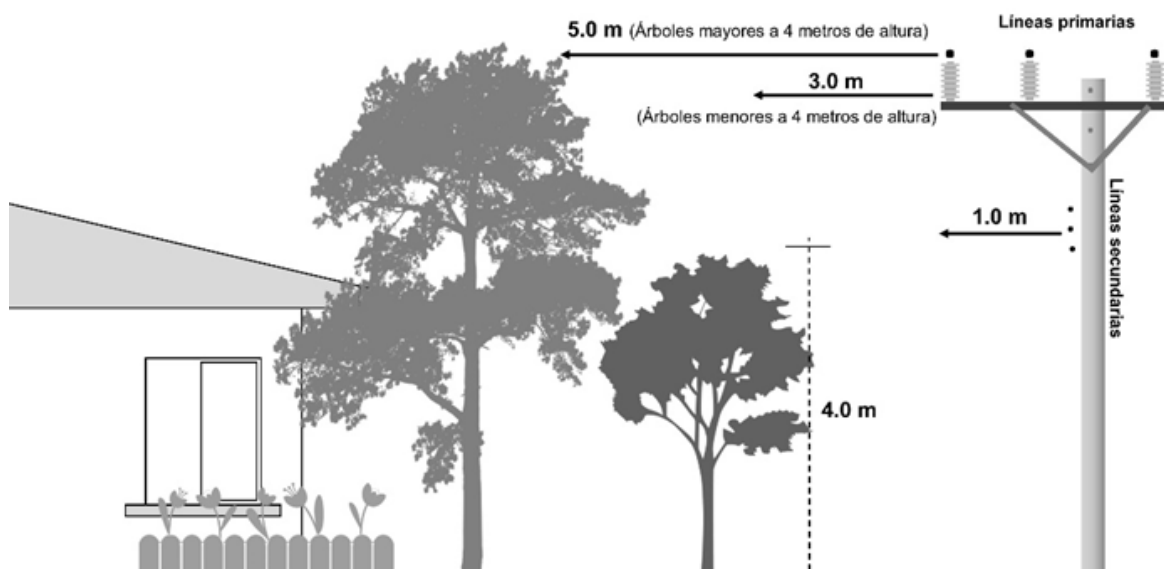 Líneas primarias
5.0 m (Árboles mayores a 4 metros de altura)
3.0 m
(Árboles menores a 4 metros de altura)
1.0 m
Líneas secundarias
4.0 m